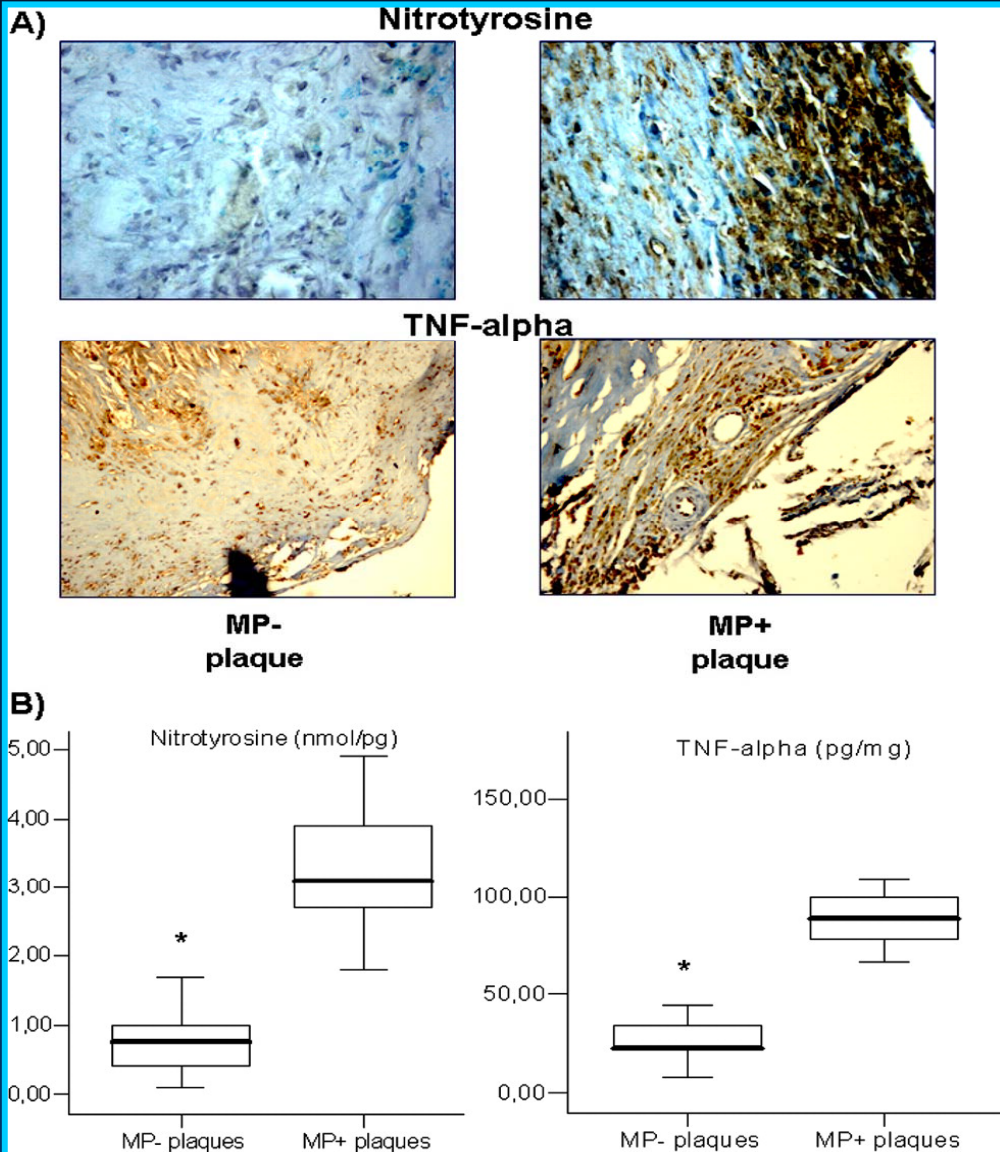 A)
Nitrotyrosine
TNF-alpha
MP-
plaque
MP+
plaque
B)
Nitrotyrosine (nmol/pg)
5,00
4,00
3,00
2,00
1,00
0,00
*
MP- plaques
MP+ plaques
TNF-alpha (pg/mg)
150,00
100,00
50,00
0,00
*
MP- plaques
MP+ plaques